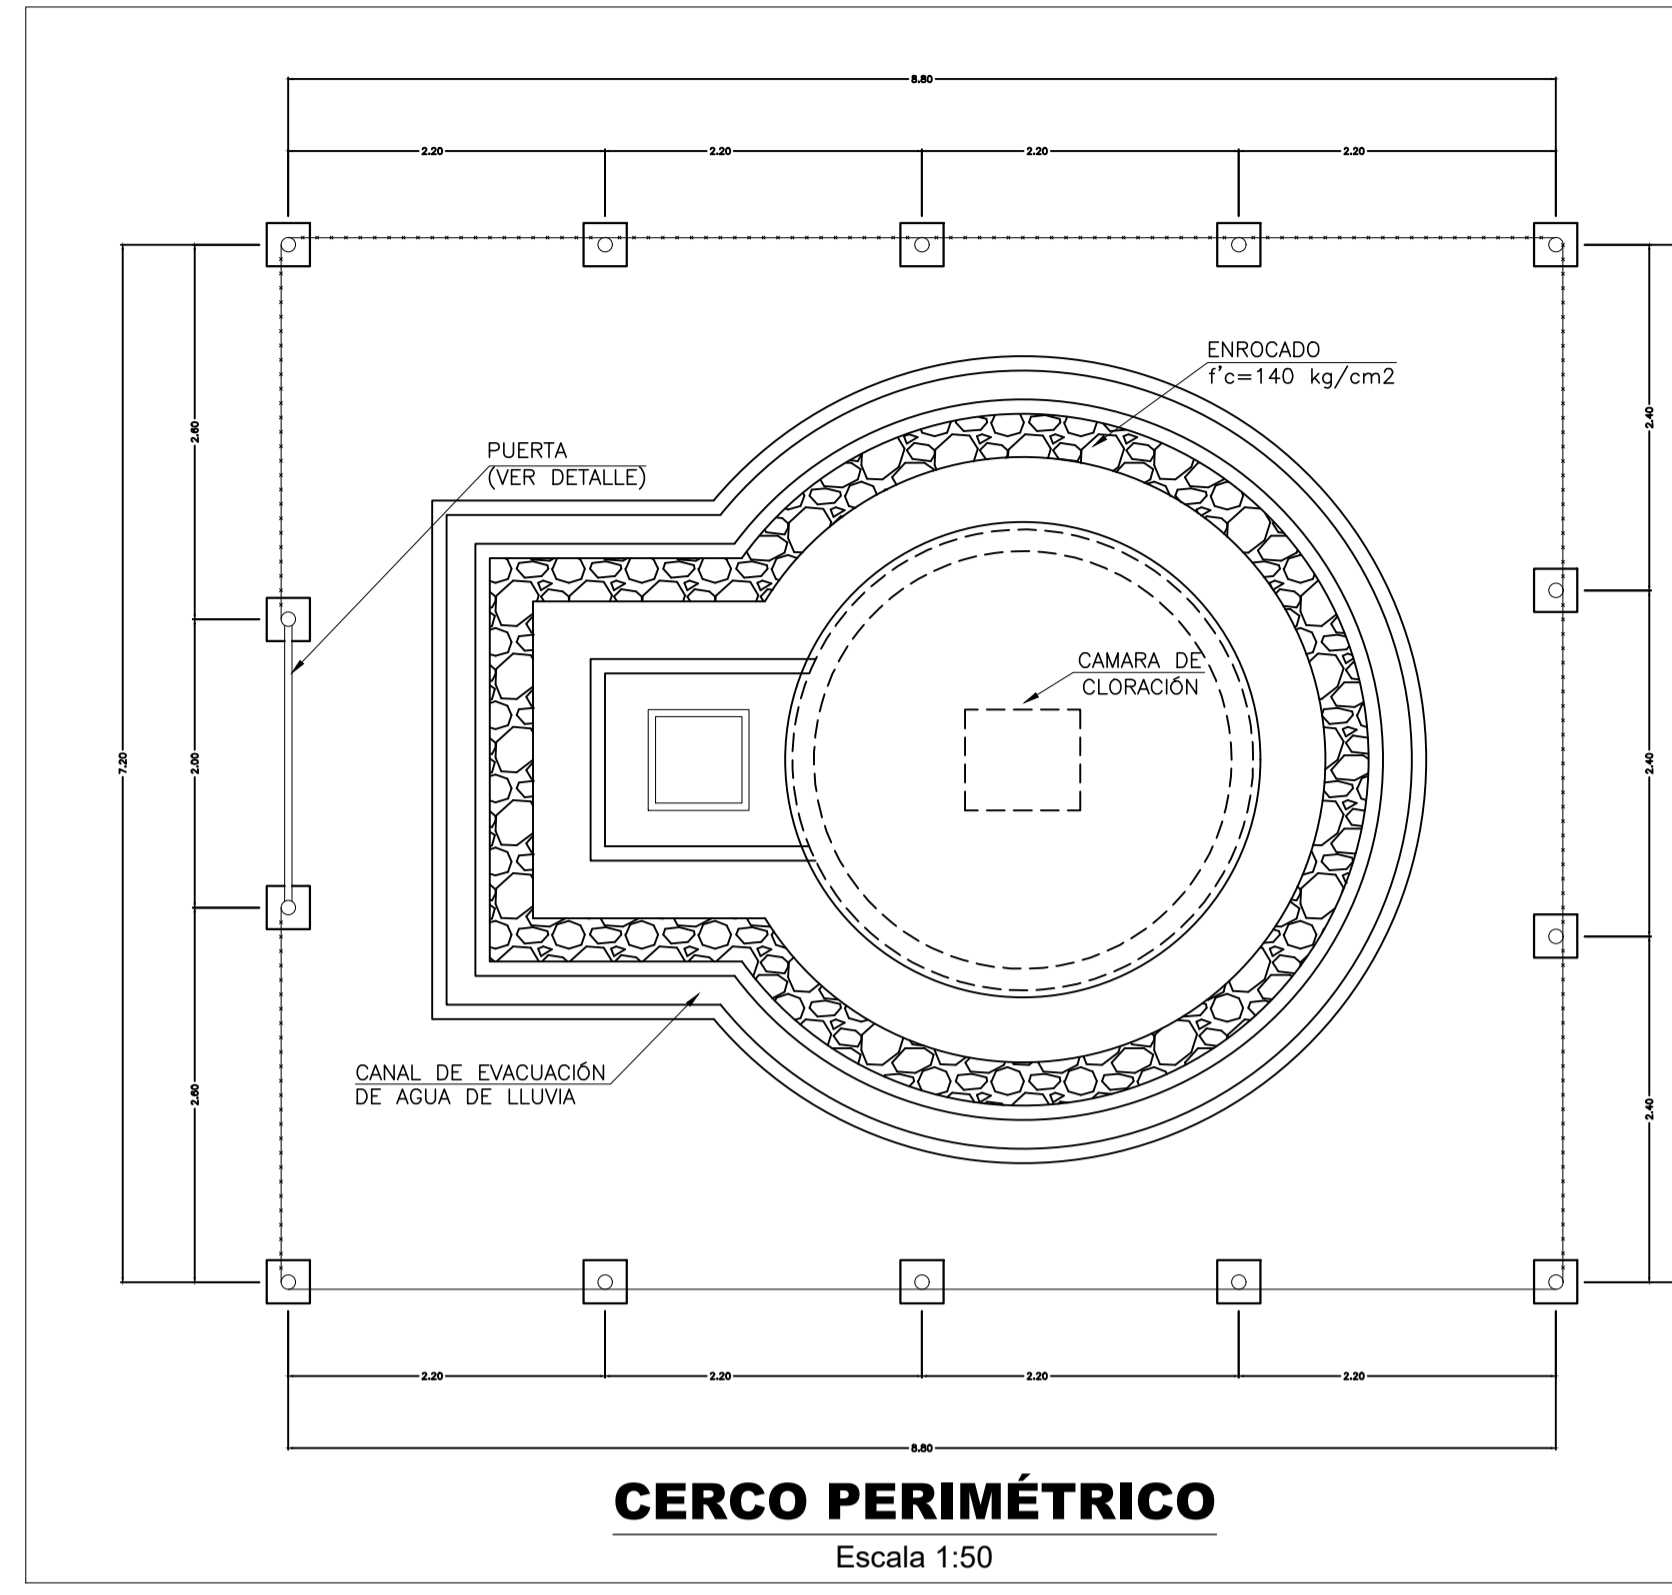 8.80
2.20 2.20 2.20 2.20
ENROCADO
f'c=140 kg/cm2
2.60
2.40
PUERTA
(VER DETALLE)
CAMARA DE
CLORACIÓN
7.20
2.00
2.40
CANAL DE EVACUACIÓN
DE AGUA DE LLUVIA
2.60
2.40
2.20 2.20 2.20 2.20
8.80
CERCO PERIMÉTRICO
Escala 1:50